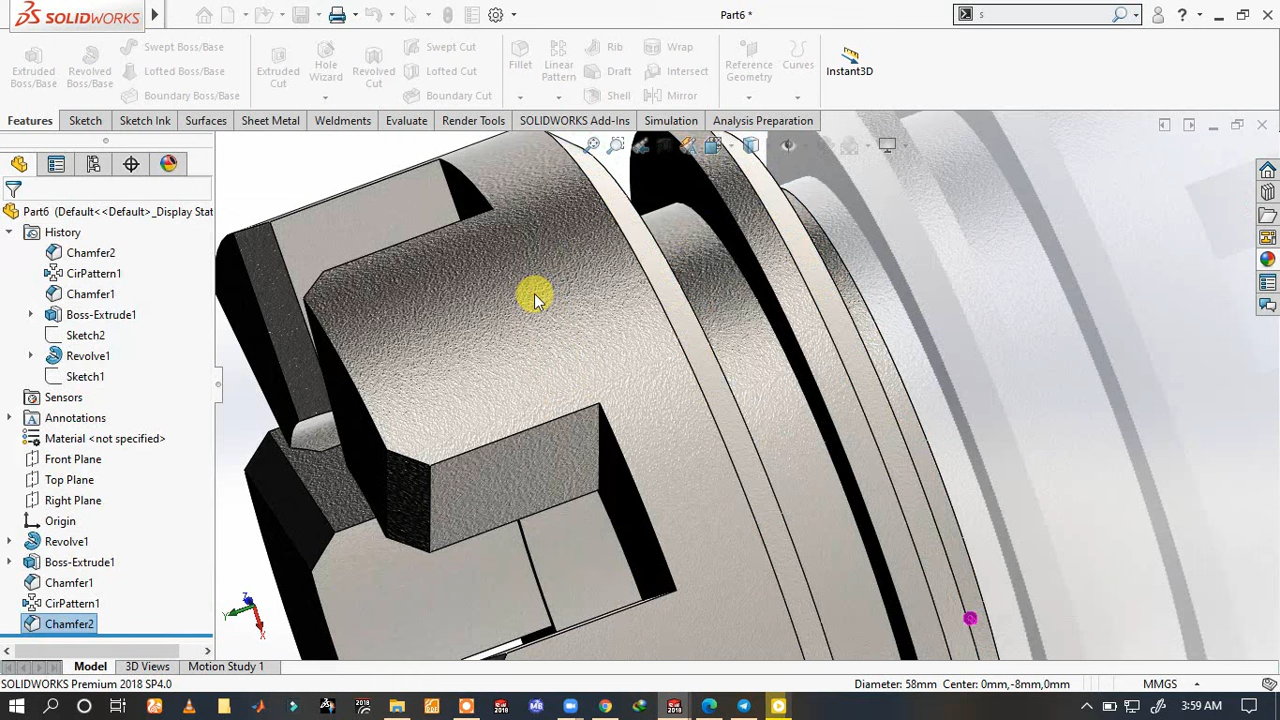 SOLIDWORKS
Part6 *
s
Extruded Boss/Base
Revolved Boss/Base
Swept Boss/Base
Lofted Boss/Base
Boundary Boss/Base
Extruded Cut
Hole Wizard
Revolved Cut
Swept Cut
Lofted Cut
Boundary Cut
Fillet
Linear Pattern
Rib
Draft
Shell
Wrap
Intersect
Mirror
Reference Geometry
Curves
Instant3D
Features Sketch Sketch Ink Surfaces Sheet Metal Weldments Evaluate Render Tools SOLIDWORKS Add-Ins Simulation Analysis Preparation
Part6 (Default<<Default>_Display Stat
History
Chamfer2
CirPattern1
Chamfer1
Boss-Extrude1
Sketch2
Revolve1
Sketch1
Sensors
Annotations
Material <not specified>
Front Plane
Top Plane
Right Plane
Origin
Revolve1
Boss-Extrude1
Chamfer1
CirPattern1
Chamfer2
Z
Y
X
Model 3D Views Motion Study 1
SOLIDWORKS Premium 2018 SP4.0
Diameter: 58mm Center: 0mm,-8mm,0mm
MMGS
3:59 AM